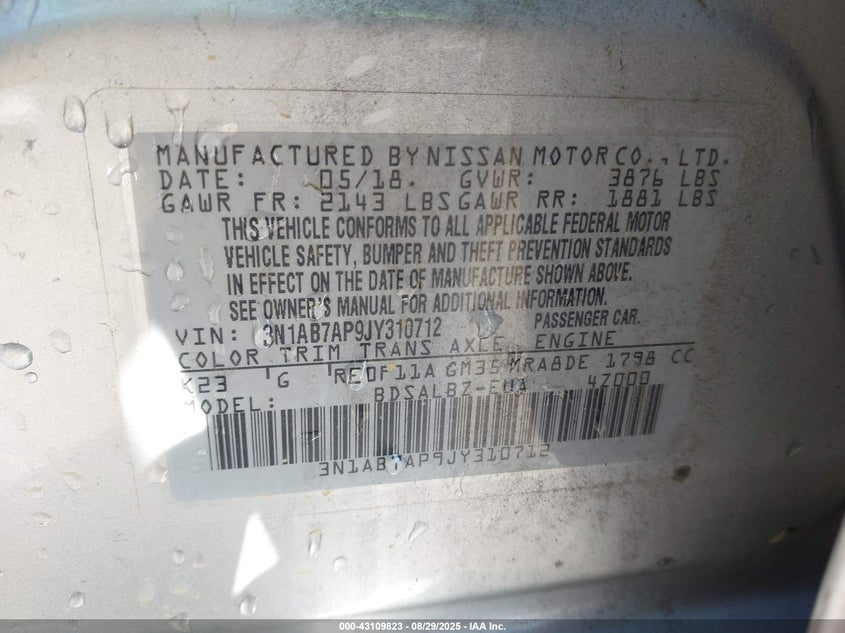 MANUFACTURED BY NISSAN MOTOR CO., LTD.
DATE: 05/18. GVWR: 3876 LBS
GAWR FR: 2143 LBS GAWR RR: 1881 LBS
THIS VEHICLE CONFORMS TO ALL APPLICABLE FEDERAL MOTOR
VEHICLE SAFETY, BUMPER AND THEFT PREVENTION STANDARDS
IN EFFECT ON THE DATE OF MANUFACTURE SHOWN ABOVE.
SEE OWNER'S MANUAL FOR ADDITIONAL INFORMATION.
VIN: 3N1AB7AP9JY310712 PASSENGER CAR.
COLOR TRIM TRANS AXLE ENGINE
K23 G RE0F11A GM35 MRA8DE 1798 CC
MODEL: BDSALBZ-EUA 4Z000
3N1AB7AP9JY310712
000-43109823 - 08/29/2025 - IAA Inc.